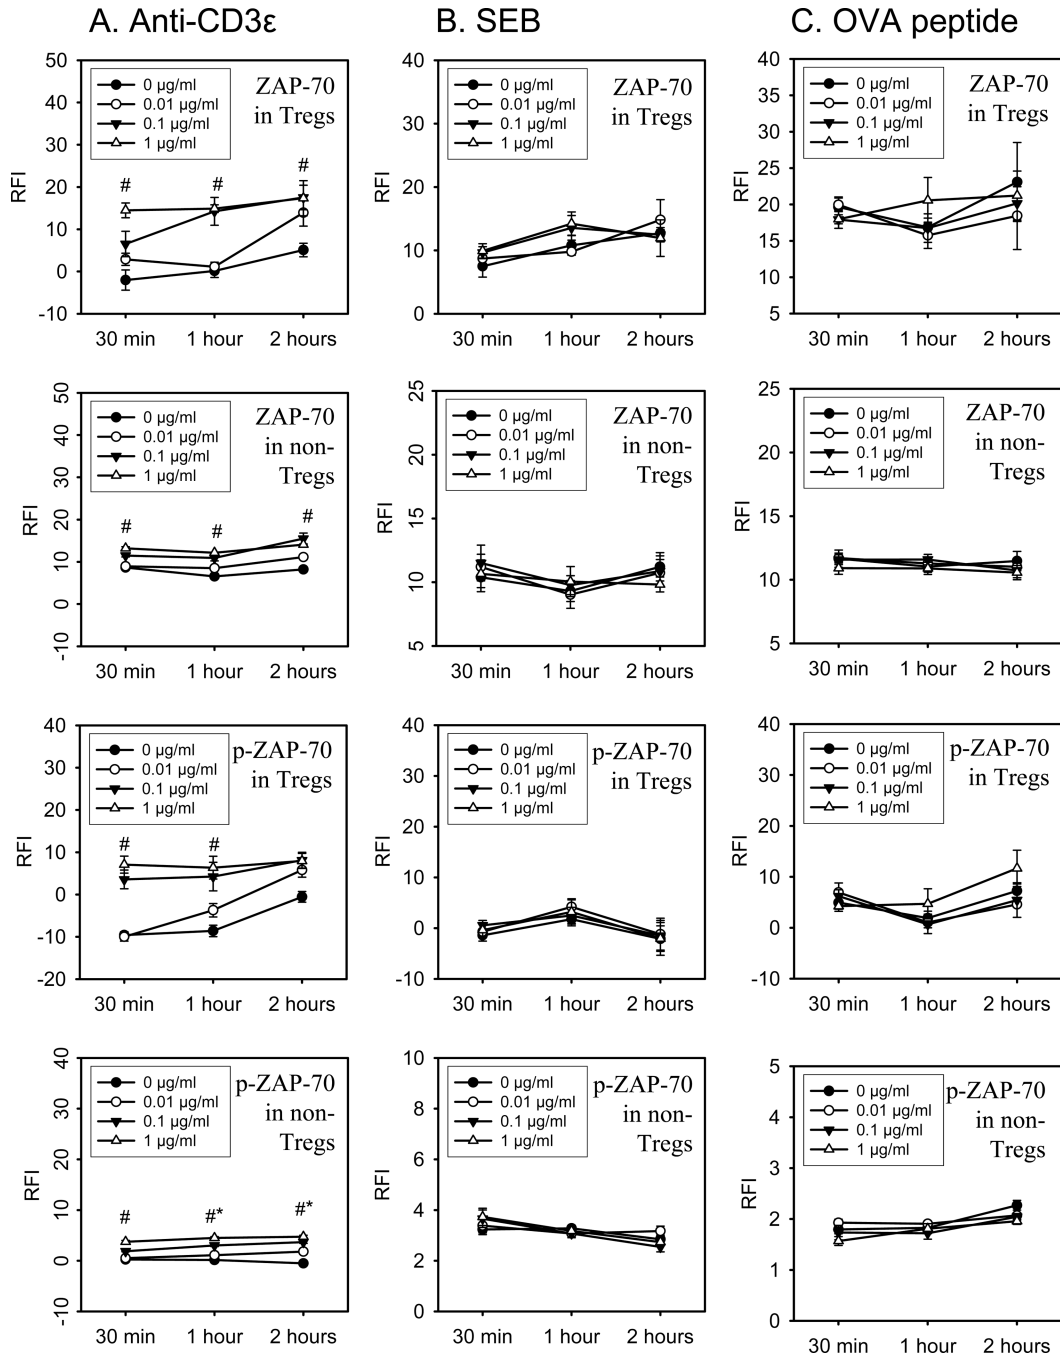 A. Anti-CD3ε
B. SEB
C. OVA peptide
RFI
50
40
30
20
10
0
-10
0 µg/ml
0.01 µg/ml
0.1 µg/ml
1 µg/ml
ZAP-70
in Tregs
#
#
#
30 min
1 hour
2 hours
RFI
40
30
20
10
0
0 µg/ml
0.01 µg/ml
0.1 µg/ml
1 µg/ml
ZAP-70
in Tregs
30 min
1 hour
2 hours
RFI
40
35
30
25
20
15
10
5
0 µg/ml
0.01 µg/ml
0.1 µg/ml
1 µg/ml
ZAP-70
in Tregs
30 min
1 hour
2 hours
RFI
50
40
30
20
10
0
-10
0 µg/ml
0.01 µg/ml
0.1 µg/ml
1 µg/ml
ZAP-70
in non-
Tregs
#
#
#
30 min
1 hour
2 hours
RFI
25
20
15
10
5
0 µg/ml
0.01 µg/ml
0.1 µg/ml
1 µg/ml
ZAP-70
in non-
Tregs
30 min
1 hour
2 hours
RFI
25
20
15
10
5
0 µg/ml
0.01 µg/ml
0.1 µg/ml
1 µg/ml
ZAP-70
in non-
Tregs
30 min
1 hour
2 hours
RFI
40
30
20
10
0
-10
-20
0 µg/ml
0.01 µg/ml
0.1 µg/ml
1 µg/ml
p-ZAP-70
in Tregs
#
#
30 min
1 hour
2 hours
RFI
40
30
20
10
0
-10
0 µg/ml
0.01 µg/ml
0.1 µg/ml
1 µg/ml
p-ZAP-70
in Tregs
30 min
1 hour
2 hours
RFI
40
30
20
10
0
-10
0 µg/ml
0.01 µg/ml
0.1 µg/ml
1 µg/ml
p-ZAP-70
in Tregs
30 min
1 hour
2 hours
RFI
40
30
20
10
0
-10
0 µg/ml
0.01 µg/ml
0.1 µg/ml
1 µg/ml
p-ZAP-70
in non-
Tregs
#
#*
#*
30 min
1 hour
2 hours
RFI
10
8
6
4
2
0
0 µg/ml
0.01 µg/ml
0.1 µg/ml
1 µg/ml
p-ZAP-70
in non-
Tregs
30 min
1 hour
2 hours
RFI
5
4
3
2
1
0
0 µg/ml
0.01 µg/ml
0.1 µg/ml
1 µg/ml
p-ZAP-70
in non-
Tregs
30 min
1 hour
2 hours